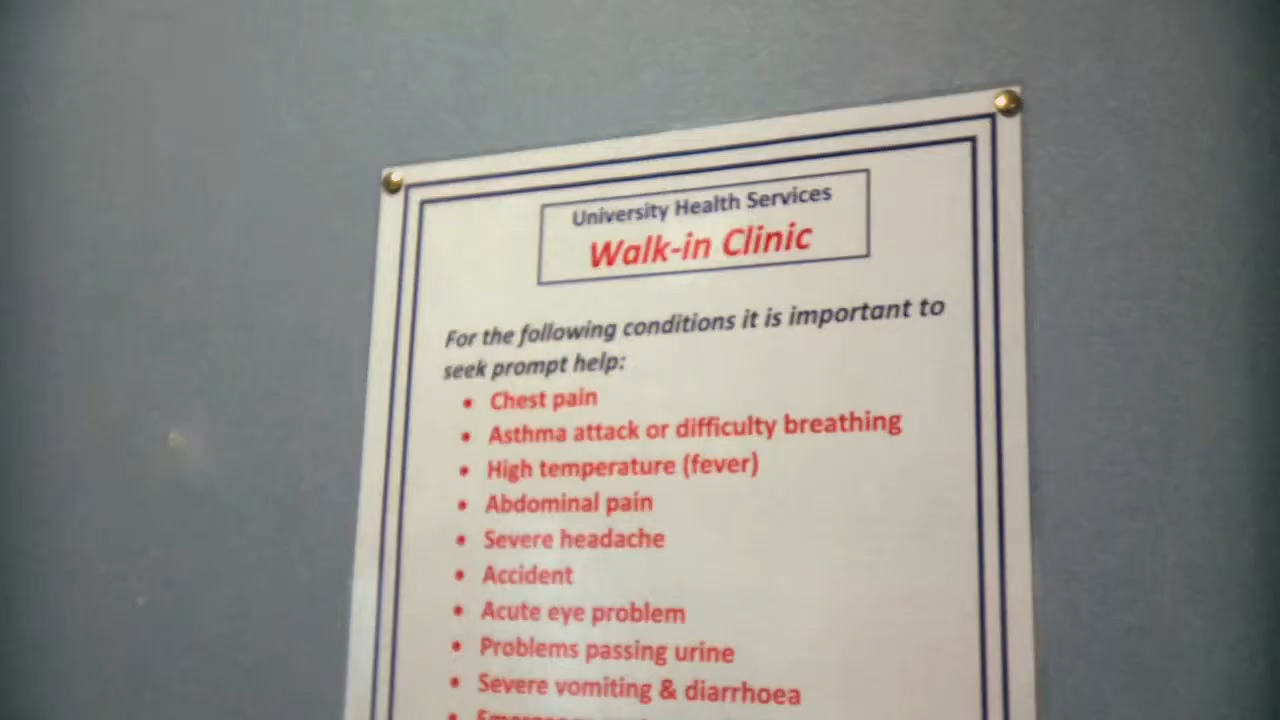 University Health Services
Walk-in Clinic
For the following conditions it is important to
seek prompt help:
• Chest pain
• Asthma attack or difficulty breathing
• High temperature (fever)
• Abdominal pain
• Severe headache
• Accident
• Acute eye problem
• Problems passing urine
• Severe vomiting & diarrhoea